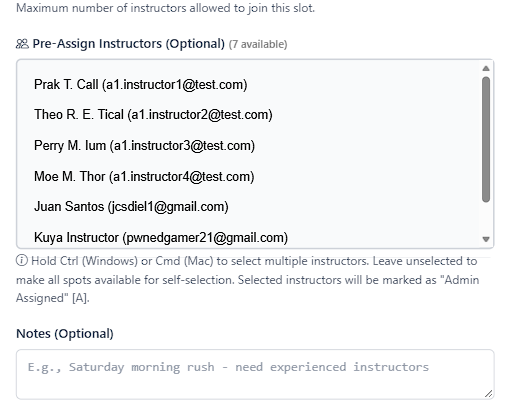 Maximum number of instructors allowed to join this slot.
Pre-Assign Instructors (Optional) (7 available)
Prak T. Call (a1.instructor1@test.com)
Theo R. E. Tical (a1.instructor2@test.com)
Perry M. Ium (a1.instructor3@test.com)
Moe M. Thor (a1.instructor4@test.com)
Juan Santos (jcsdiel1@gmail.com)
Kuya Instructor (pwnedgamer21@gmail.com)
Hold Ctrl (Windows) or Cmd (Mac) to select multiple instructors. Leave unselected to
make all spots available for self-selection. Selected instructors will be marked as "Admin
Assigned" [A].
Notes (Optional)
E.g., Saturday morning rush - need experienced instructors